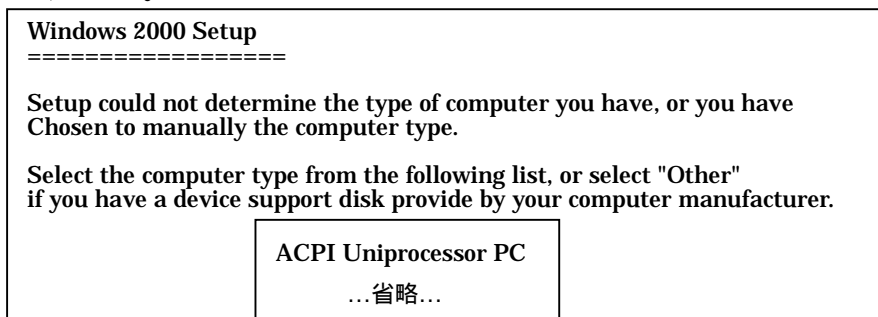 Windows 2000 Setup
==================
Setup could not determine the type of computer you have, or you have
Chosen to manually the computer type.
Select the computer type from the following list, or select "Other"
if you have a device support disk provide by your computer manufacturer.
ACPI Uniprocessor PC
…省略…